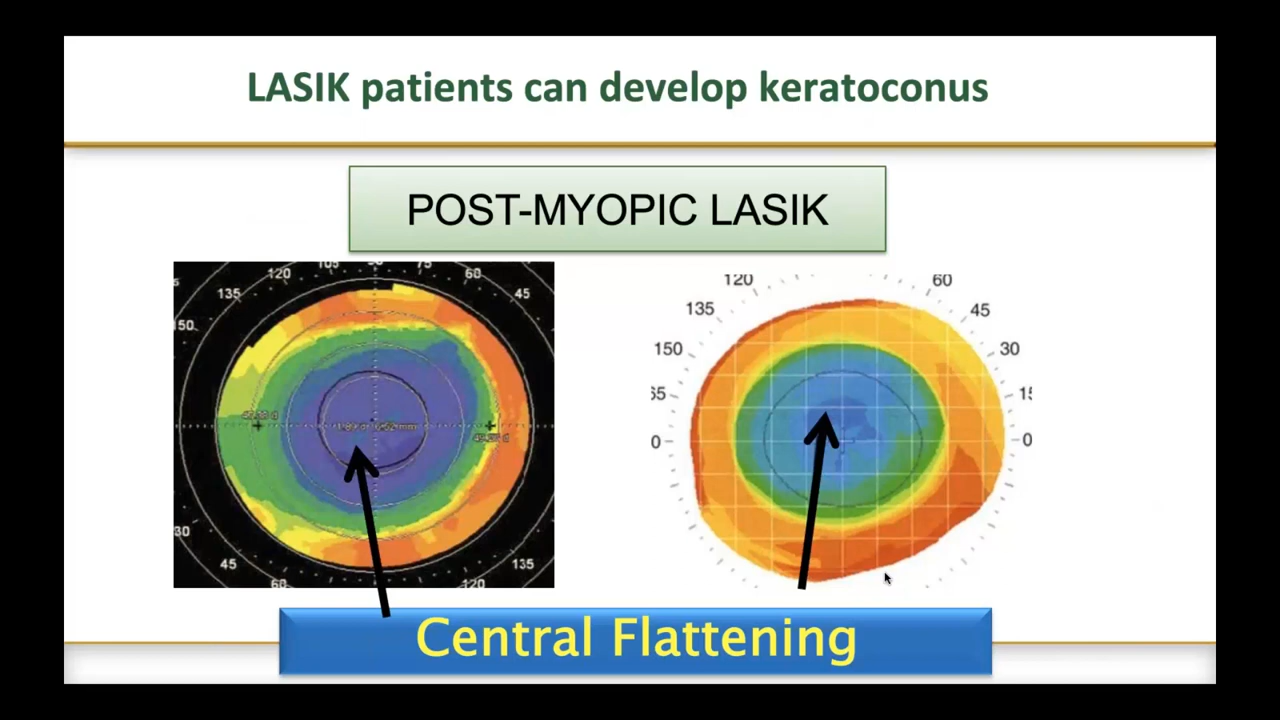 LASIK patients can develop keratoconus
POST-MYOPIC LASIK
120 105 90 75 60
135 45
150
30
45 135
60 120
120 60
135 45
150 30
65 15
0 0
Central Flattening